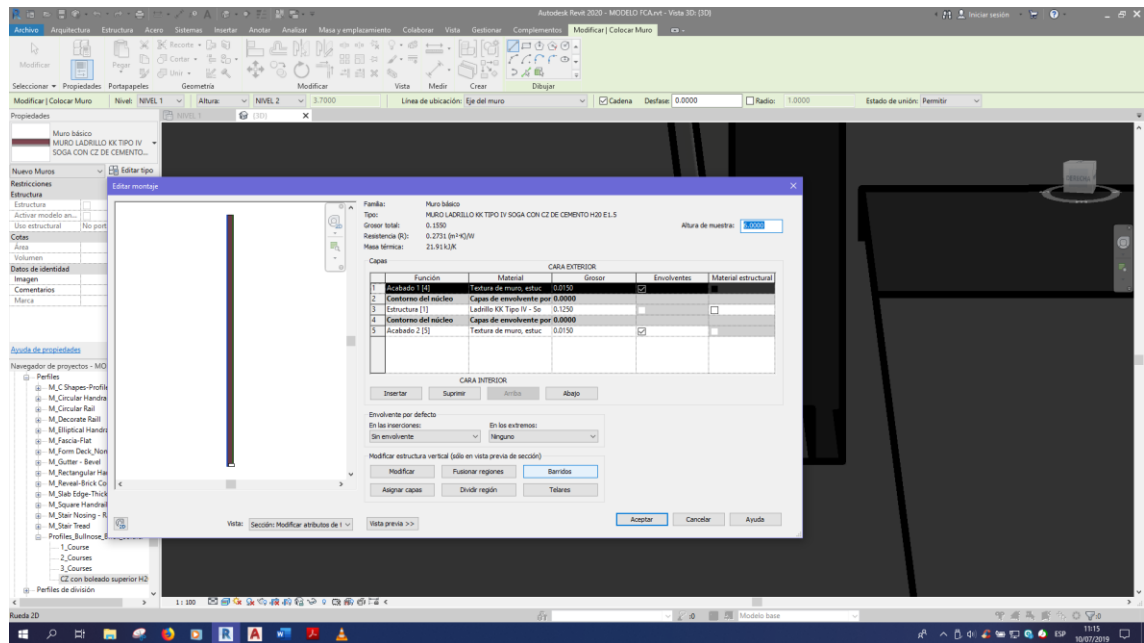 Autodesk Revit 2020 - MODELO FCA.rvt - Vista 3D: {3D}
Iniciar sesión
Archivo Arquitectura Estructura Acero Sistemas Insertar Anotar Analizar Masa y emplazamiento Colaborar Vista Gestionar Complementos Modificar | Colocar Muro
Modificar
Pegar
Recorte
Cortar
Unir
Seleccionar Propiedades Portapapeles Geometría Modificar Vista Medir Crear Dibujar
Modificar | Colocar Muro Nivel: NIVEL 1 Altura: NIVEL 2 3.7000 Línea de ubicación: Eje del muro Cadena Desfase: 0.0000 Radio: 1.0000 Estado de unión: Permitir
Propiedades
NIVEL 1
{3D}
Muro básico
MURO LADRILLO KK TIPO IV
SOGA CON CZ DE CEMENTO...
Nuevo Muros
Editar tipo
Restricciones
Estructura
Estructura
Activar modelo an...
Uso estructural No port
Cotas
Área
Volumen
Datos de identidad
Imagen
Comentarios
Marca
Ayuda de propiedades
Navegador de proyectos - MO
Perfiles
M_C Shapes-Profile
M_Circular Handra
M_Circular Rail
M_Decorate Raill
M_Elliptical Handr
M_Fascia-Flat
M_Form Deck_Non
M_Gutter - Bevel
M_Rectangular Ha
M_Reveal-Brick Co
M_Slab Edge-Thick
M_Square Handrail
M_Stair Nosing - R
M_Stair Tread
Profiles_Bullnose_B
1_Course
2_Courses
3_Courses
CZ con boleado superior H2
Perfiles de división
Editar montaje
Familia: Muro básico
Tipo: MURO LADRILLO KK TIPO IV SOGA CON CZ DE CEMENTO H20 E1.5
Grosor total: 0.1550
Altura de muestra: 6.0000
Resistencia (R): 0.2731 (m²·K)/W
Masa térmica: 21.91 kJ/K
Capas
CARA EXTERIOR
Función Material Grosor Envolventes Material estructural
1 Acabado 1 [4] Textura de muro, estuc 0.0150
2 Contorno del núcleo Capas de envolvente por 0.0000
3 Estructura [1] Ladrillo KK Tipo IV - So 0.1250
4 Contorno del núcleo Capas de envolvente por 0.0000
5 Acabado 2 [5] Textura de muro, estuc 0.0150
CARA INTERIOR
Insertar Suprimir Arriba Abajo
Envolvente por defecto
En las inserciones: En los extremos:
Sin envolvente Ninguno
Modificar estructura vertical (sólo en vista previa de sección)
Modificar Fusionar regiones Barridos
Asignar capas Dividir región Telares
Vista: Sección: Modificar atributos de t Vista previa >>
Aceptar Cancelar Ayuda
1 : 100
Rueda 2D
:0
Modelo base
:0
ESP
11:15
10/07/2019